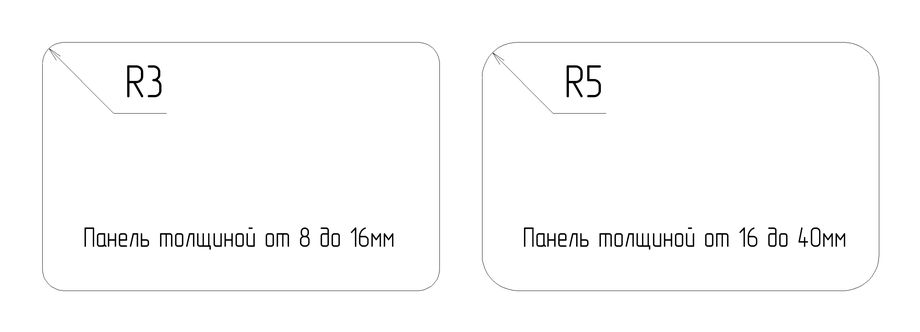 R3
Панель толщиной от 8 до 16мм
R5
Панель толщиной от 16 до 40мм